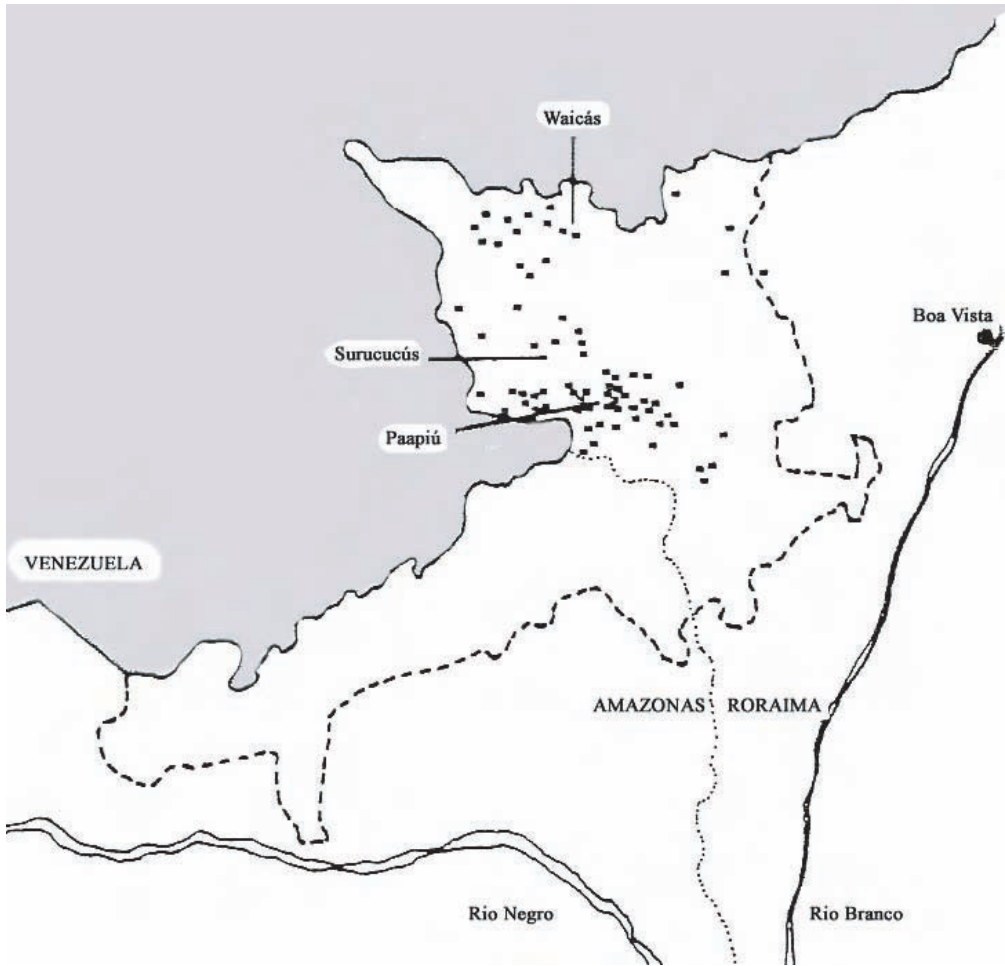 Waicás
Boa Vista
Surucucús
Paapiú
VENEZUELA
AMAZONAS
RORAIMA
Rio Negro
Rio Branco